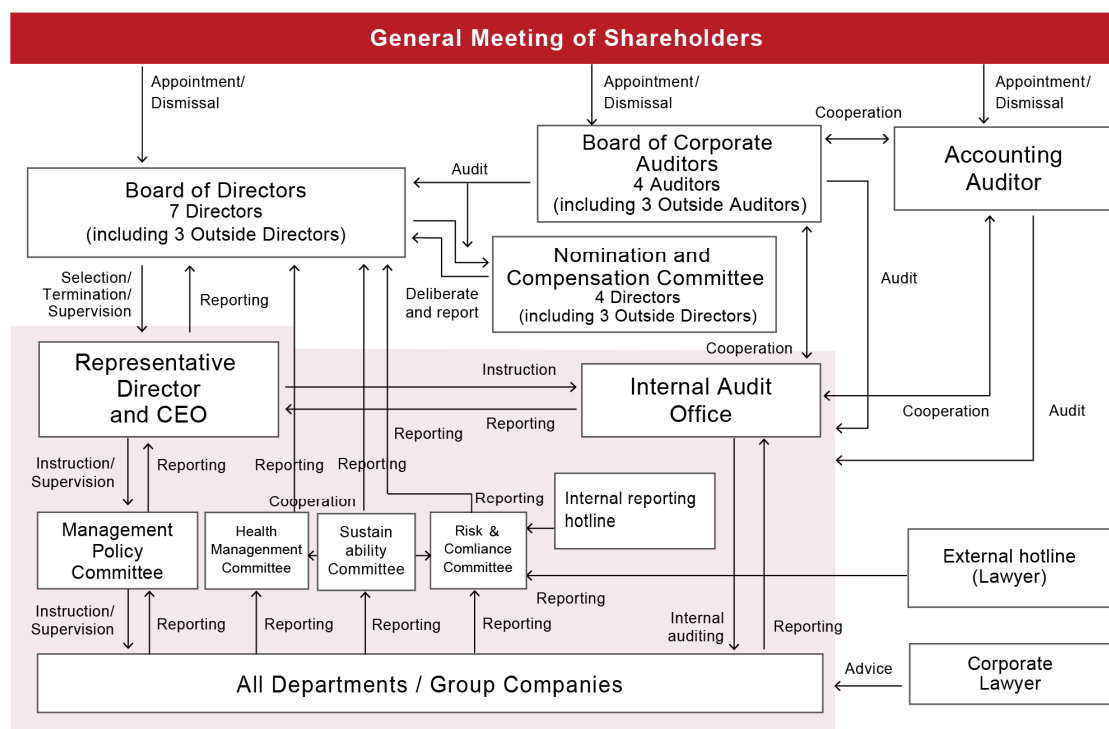 General Meeting of Shareholders
Appointment/
Dismissal
Appointment/
Dismissal
Appointment/
Dismissal
Cooperation
Board of Corporate
Auditors
4 Auditors
(including 3 Outside Auditors)
Accounting
Auditor
Audit
Board of Directors
7 Directors
(including 3 Outside Directors)
Nomination and
Compensation Committee
4 Directors
(including 3 Outside Directors)
Deliberate
and report
Audit
Selection/
Termination/
Supervision
Reporting
Cooperation
Representative
Director
and CEO
Instruction
Reporting
Internal Audit
Office
Cooperation
Audit
Instruction/
Supervision
Reporting
Reporting
Reporting
Reporting
Cooperation
Reporting
Internal reporting
hotline
Management
Policy
Committee
Health
Management
Committee
Sustain
ability
Committee
Risk &
Comliance
Committee
External hotline
(Lawyer)
Reporting
Instruction/
Supervision
Reporting
Reporting
Reporting
Reporting
Internal
auditing
Reporting
All Departments / Group Companies
Advice
Corporate
Lawyer